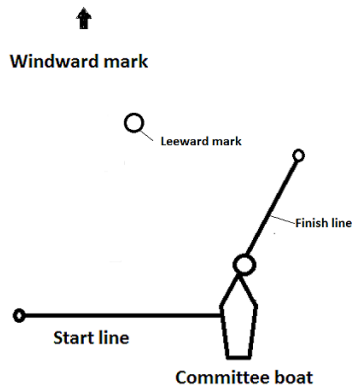 Windward mark
Leeward mark
Finish line
Start line
Committee boat